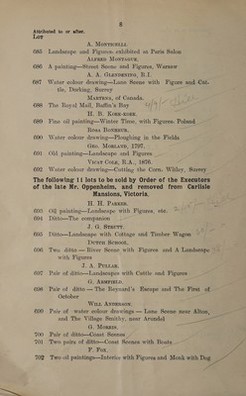 8
Attributed to or after.
Lot
A. MONTICELLI
685 Landscape and Figures, exhibited at Paris Salon
ALFRED MONTAGUE.
686 A painting—Street Scene and Figures, Warsaw
A. A. GLENDENING, R.I.
687 Water colour drawing—Lane Scene with Figure and Cattle, Dorking, Surrey
MARTENS, of Canada.
688 The Royal Mail, Baffin's Bay
H. B. KOEK-KOEK.
689 Fine oil painting—Winter Time, with Figures, Poland
ROSA BONHEUR.
690 Water colour drawing—Ploughing in the Fields
GEO. MORLAND, 1797.
691 Oil painting—Landscape and Figures
VICAT COLE, R.A., 1876.
692 Water colour drawing—Cutting the Corn, Witley, Surrey
The following 11 lots to be sold by Order of the Executors
of the late Mr. Oppenheim, and removed from Carlisle
Mansions, Victoria.
H. H. PARKER.
693 Oil painting—Landscape with Figures, etc.
694 Ditto—The companion
J. G. STRUTT.
695 Ditto—Landscape with Cottage and Timber Wagon
DUTCH SCHOOL.
696 Two ditto — River Scene with Figures and A Landscape
with Figures
J. A. PULLAR.
697 Pair of ditto—Landscapes with Cattle and Figures
G. ARMFIELD.
698 Pair of ditto — The Reynard's Escape and The First of
October
WILL ANDERSON.
699 Pair of water colour drawings — Lane Scene near Alton,
and The Village Smithy, near Arundel
G. MORRIS.
700 Pair of ditto—Coast Scenes
701 Two pairs of ditto—Coast Scenes with Boats
P. FOX.
702 Two oil paintings—Interior with Figures and Monk with Dog